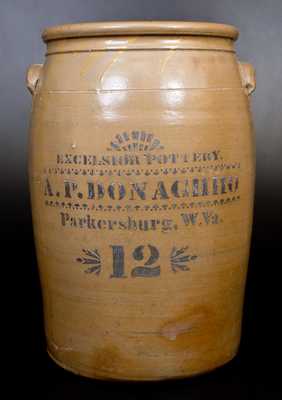 EXCELSIOR POTTERY.
A.P. DONAGHHO
Parkersburg, W.Va.
12